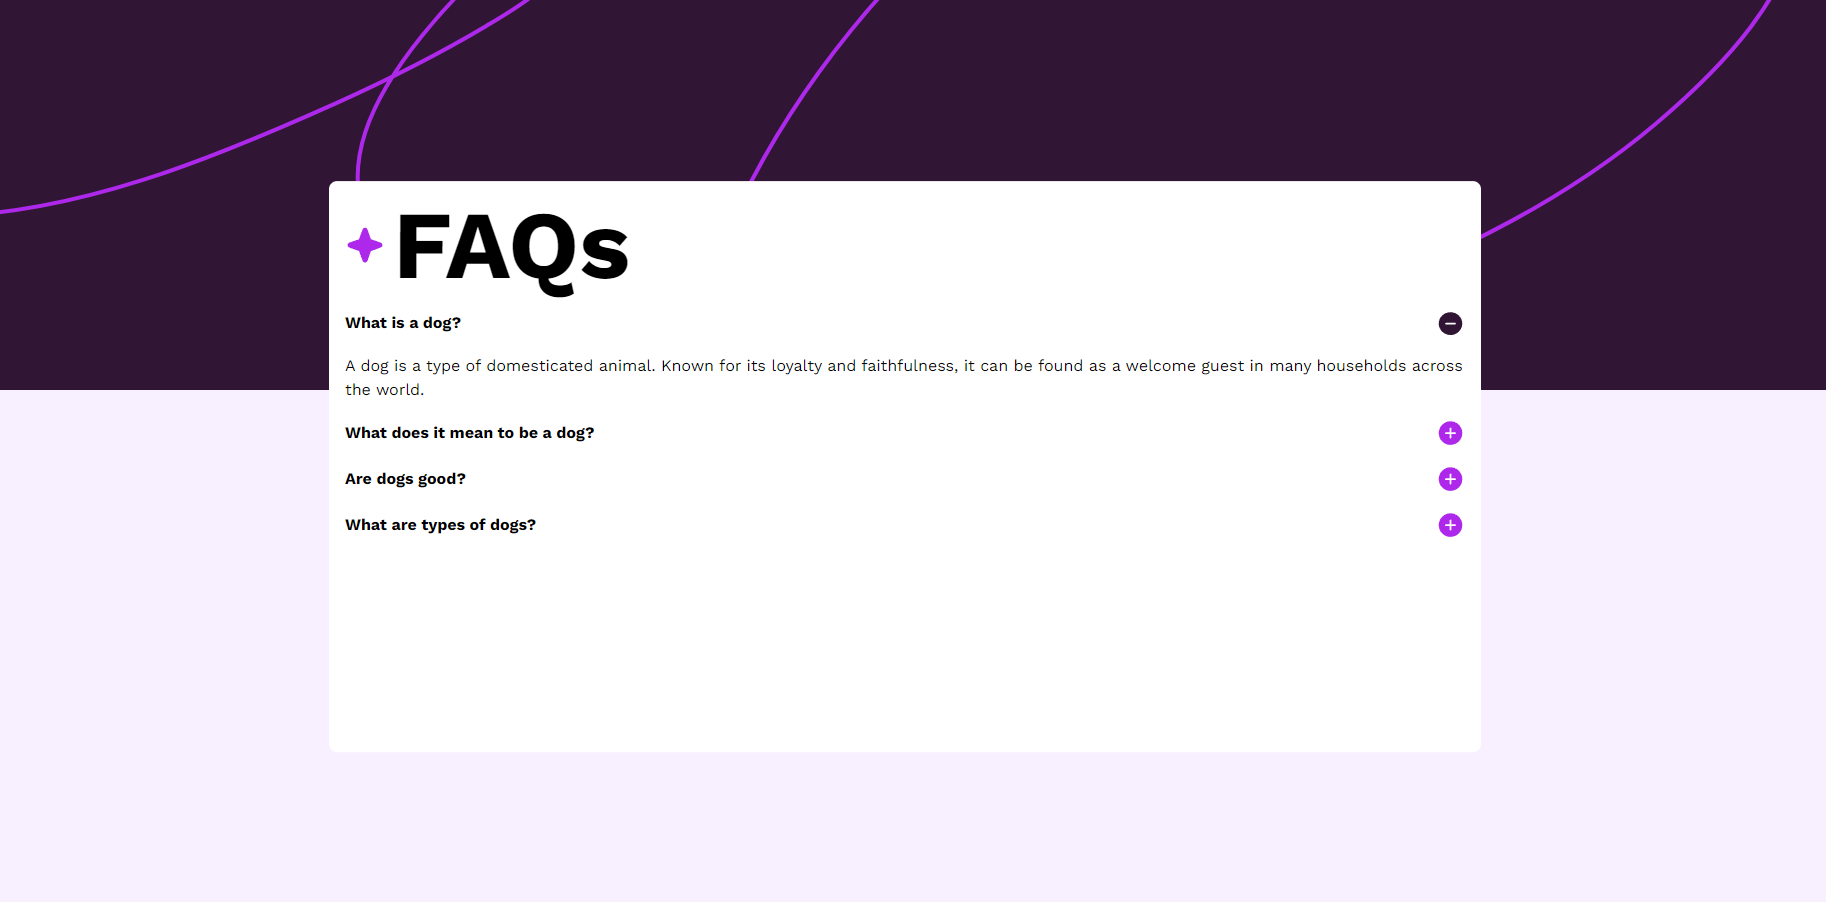 FAQs
What is a dog?
A dog is a type of domesticated animal. Known for its loyalty and faithfulness, it can be found as a welcome guest in many households across
the world.
What does it mean to be a dog?
Are dogs good?
What are types of dogs?